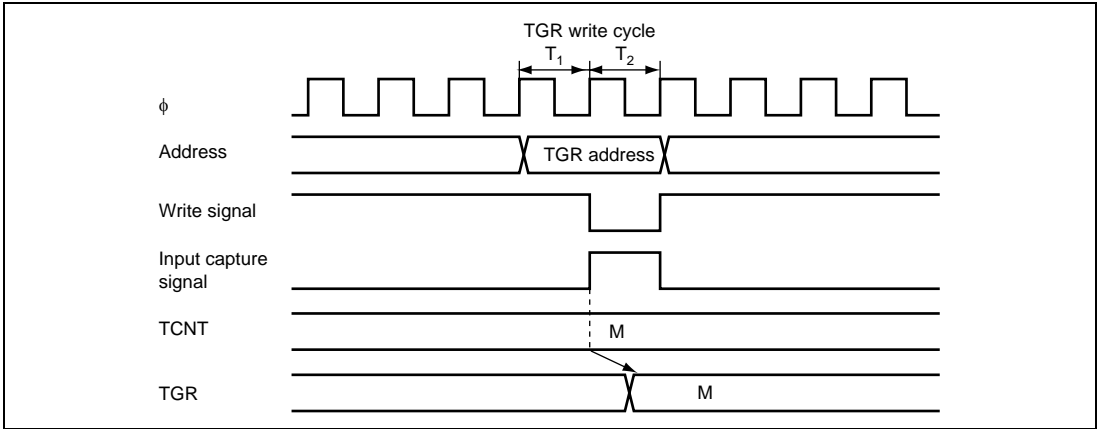 TGR write cycle
T1 T2
ϕ
Address
TGR address
Write signal
Input capture
signal
TCNT
M
TGR
M